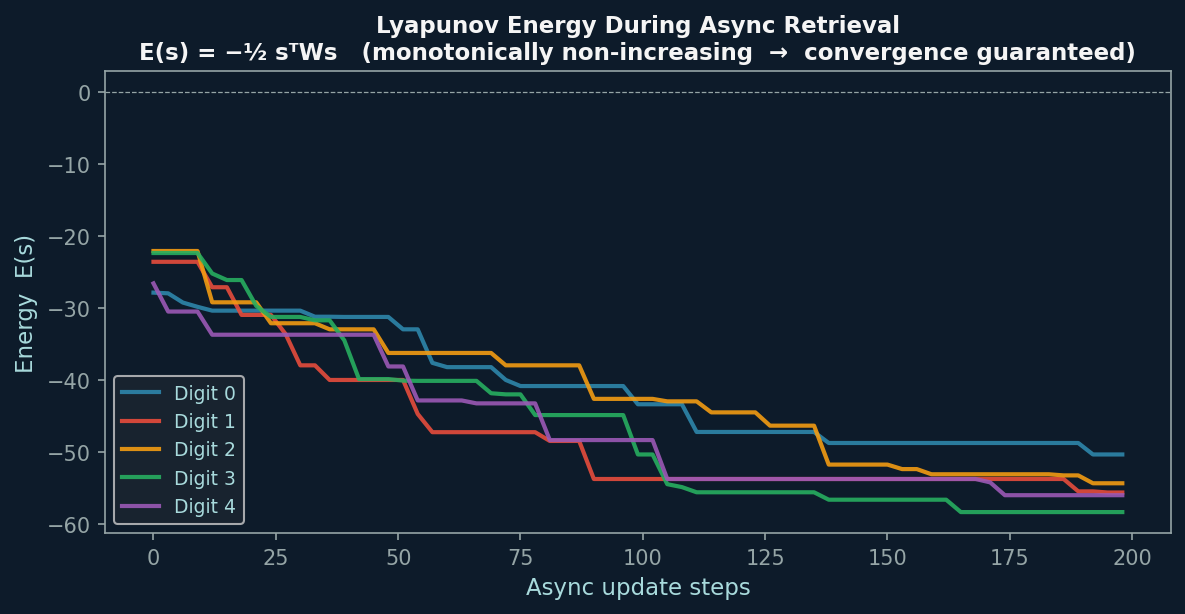 Lyapunov Energy During Async Retrieval
E(s) = −½ sᵀWs   (monotonically non-increasing  →  convergence guaranteed)
Energy  E(s)
0
−10
−20
−30
−40
−50
−60
Digit 0
Digit 1
Digit 2
Digit 3
Digit 4
0 25 50 75 100 125 150 175 200
Async update steps